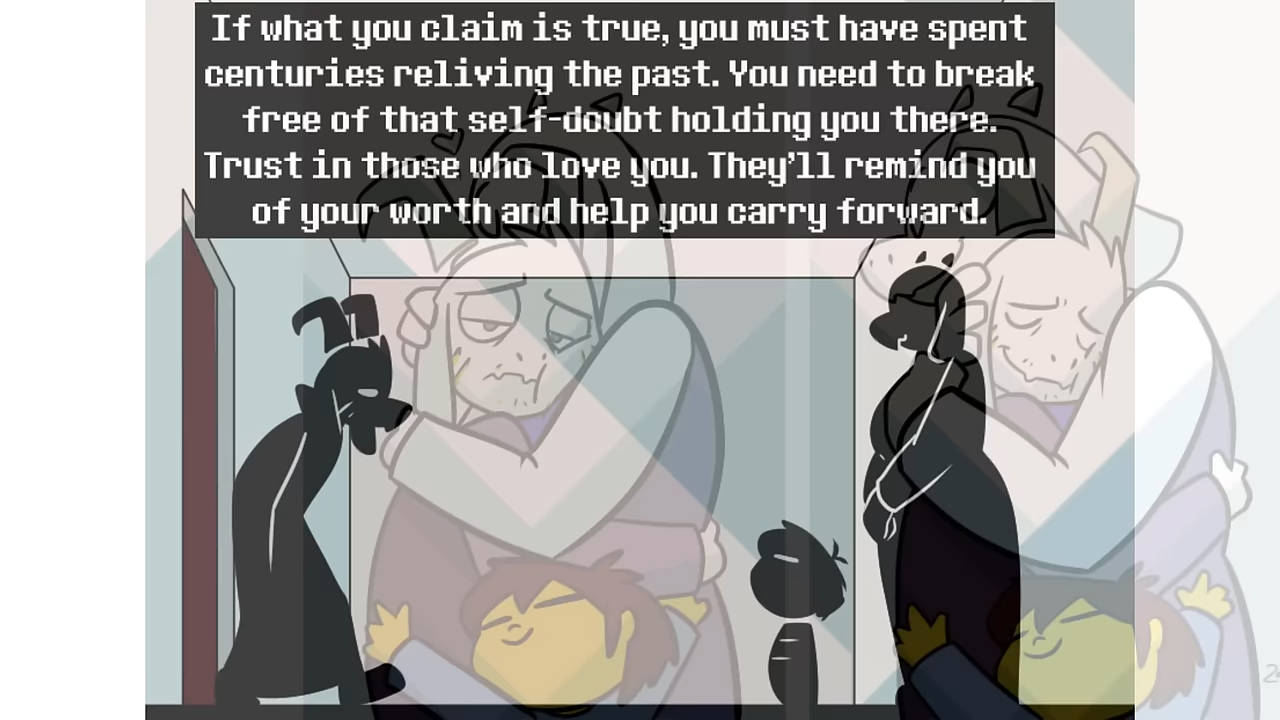 If what you claim is true, you must have spent
centuries reliving the past. You need to break
free of that self-doubt holding you there.
Trust in those who love you. They'll remind you
of your worth and help you carry forward.